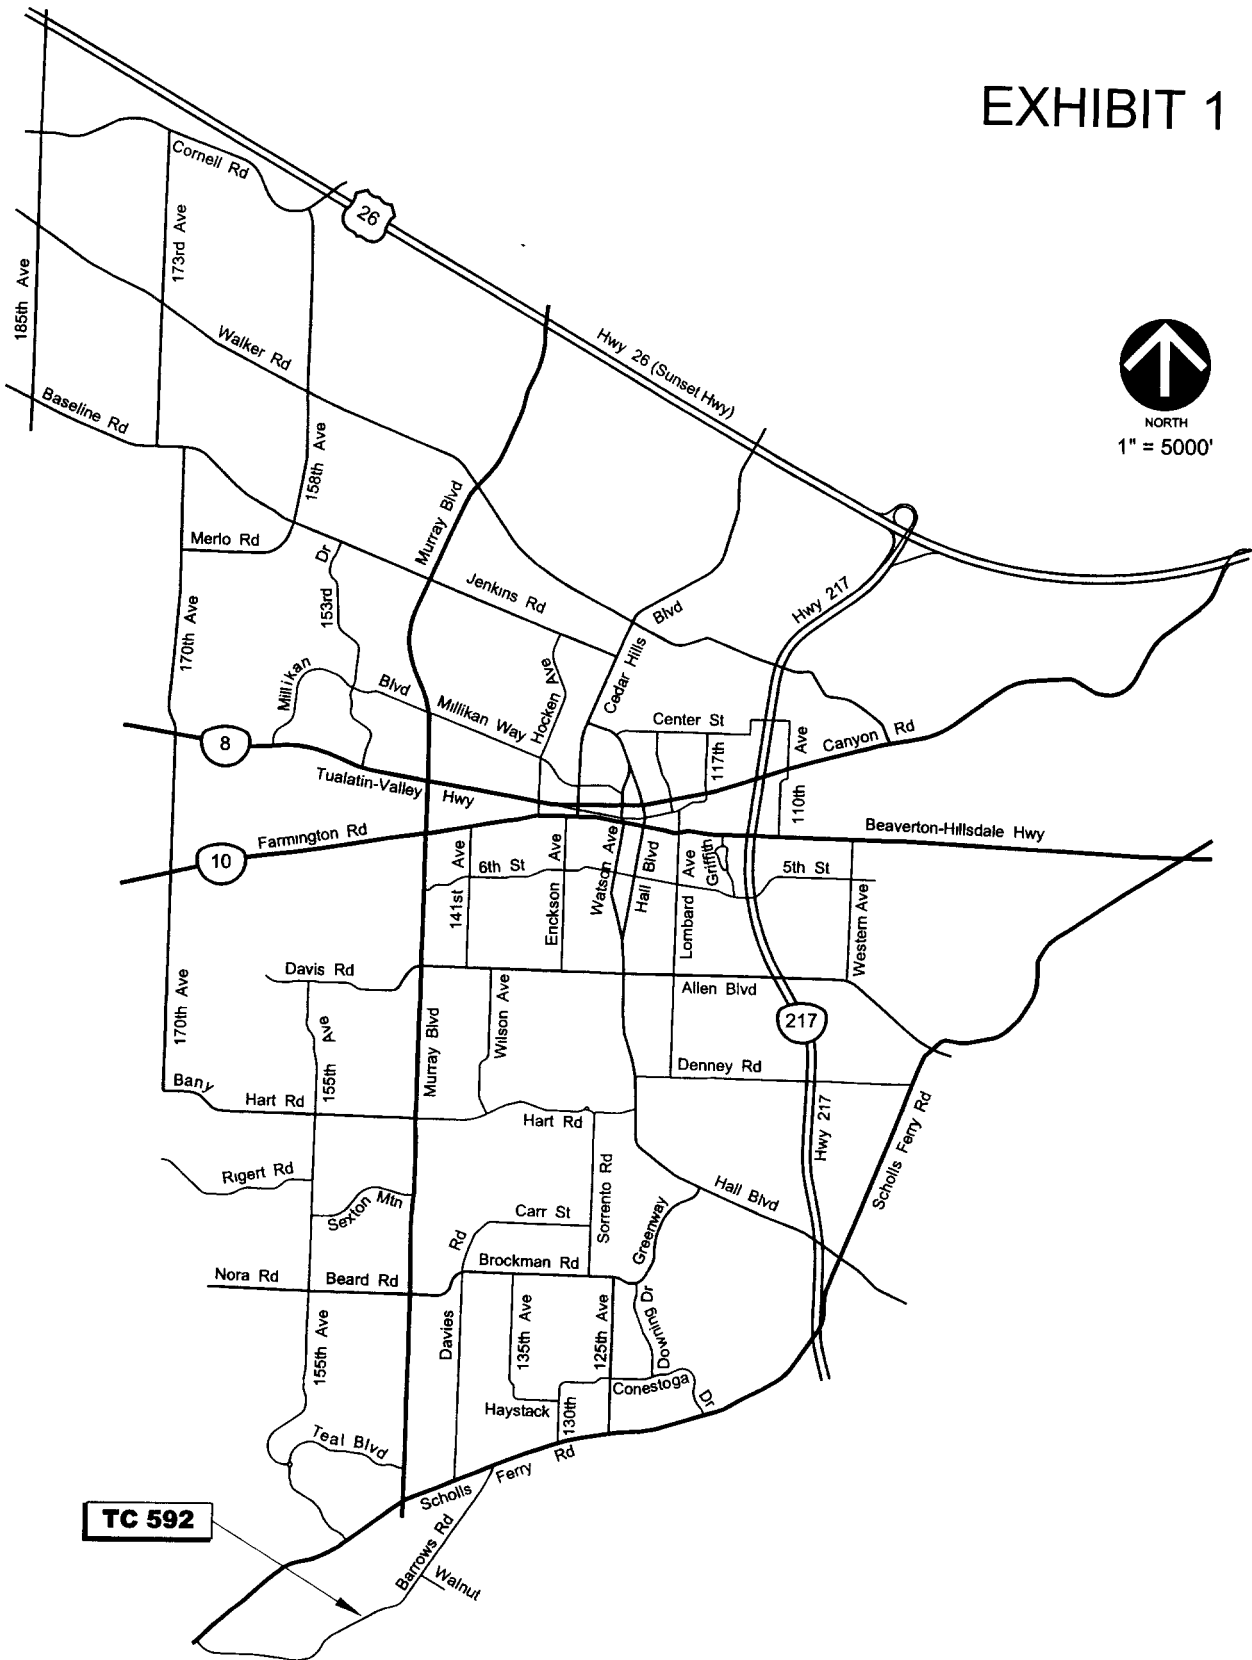 EXHIBIT 1
Cornell Rd
26
173rd Ave
185th Ave
Walker Rd
Hwy 26 (Sunset Hwy)
NORTH
1" = 5000'
Baseline Rd
158th Ave
Murray Blvd
Merlo Rd
153rd Dr
Jenkins Rd
Blvd
Hwy 217
170th Ave
Millikan
Blvd
Millikan Way
Hocken Ave
Cedar Hills
Center St
117th
110th Ave
Canyon Rd
8
Tualatin-Valley Hwy
Farmington Rd
10
Beaverton-Hillsdale Hwy
141st Ave
6th St
Erickson Ave
Watson Ave
Hall Blvd
Lombard Ave
Griffith
5th St
Western Ave
Davis Rd
Allen Blvd
170th Ave
155th Ave
Murray Blvd
Wilson Ave
217
Denney Rd
Bany
Hart Rd
Hart Rd
Hwy 217
Scholls Ferry Rd
Rigert Rd
Sexton Mtn
Sorrento Rd
Hall Blvd
Carr St
Greenway
Rd
Brockman Rd
Nora Rd
Beard Rd
155th Ave
Davies
135th Ave
125th Ave
Downing Dr
Conestoga Dr
Haystack
130th
Teal Blvd
Scholls Ferry Rd
TC 592
Barrows Rd
Walnut